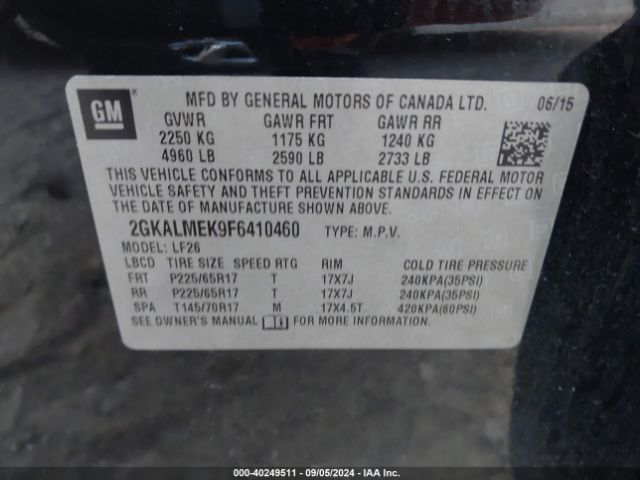 GM
MFD BY GENERAL MOTORS OF CANADA LTD. 06/15
GVWR GAWR FRT GAWR RR
2250 KG 1175 KG 1240 KG
4960 LB 2590 LB 2733 LB
THIS VEHICLE CONFORMS TO ALL APPLICABLE U.S. FEDERAL MOTOR
VEHICLE SAFETY AND THEFT PREVENTION STANDARDS IN EFFECT ON
THE DATE OF MANUFACTURE SHOWN ABOVE.
2GKALMEK9F6410460 TYPE: M.P.V.
MODEL: LF26
LBCD TIRE SIZE SPEED RTG RIM COLD TIRE PRESSURE
FRT P225/65R17 T 17X7J 240KPA(35PSI)
RR P225/65R17 T 17X7J 240KPA(35PSI)
SPA T145/70R17 M 17X4.5T 420KPA(60PSI)
SEE OWNER'S MANUAL FOR MORE INFORMATION.
000-40249511 - 09/05/2024 - IAA Inc.